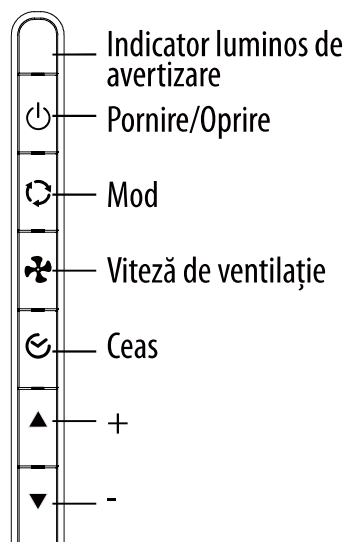 Indicator luminos de
avertizare
Pornire/Oprire
Mod
Viteză de ventilație
Ceas
+
-